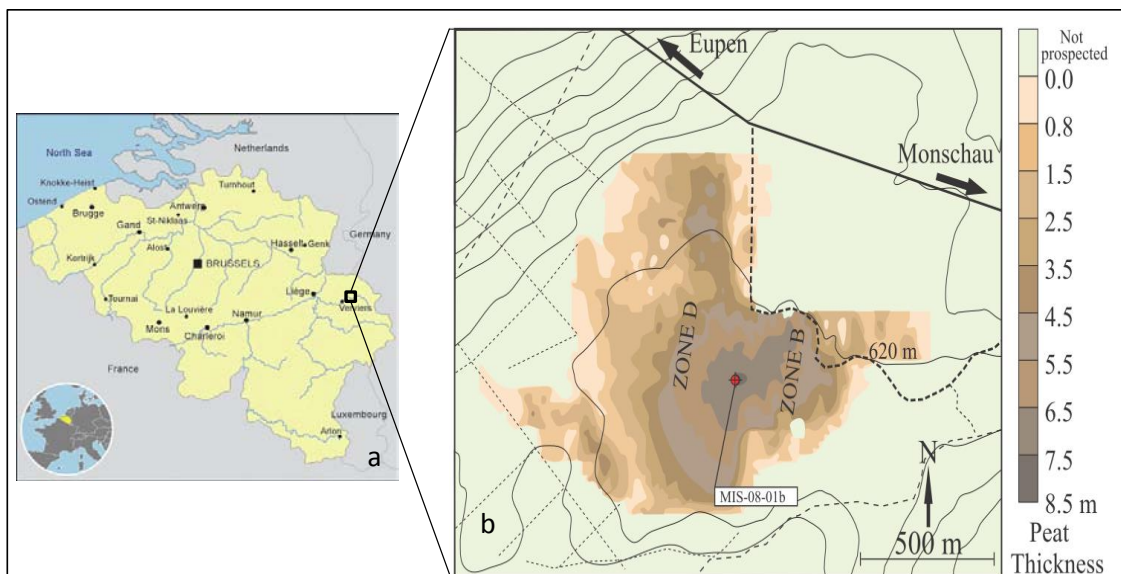 North Sea
Netherlands
Knokke-Heist
Turnhout
Ostend
Brugge
Antwerp
St-Niklaas
Gand
Germany
Hasselt
Genk
Kortrijk
Alost
BRUSSELS
Liège
Verviers
Tournai
La Louvière
Namur
Mons
Charleroi
France
Luxembourg
Arlon
a
Eupen
Monschau
ZONE D
ZONE B
620 m
MIS-08-01b
N
b
500 m
Not
prospected
0.0
0.8
1.5
2.5
3.5
4.5
5.5
6.5
7.5
8.5 m
Peat
Thickness